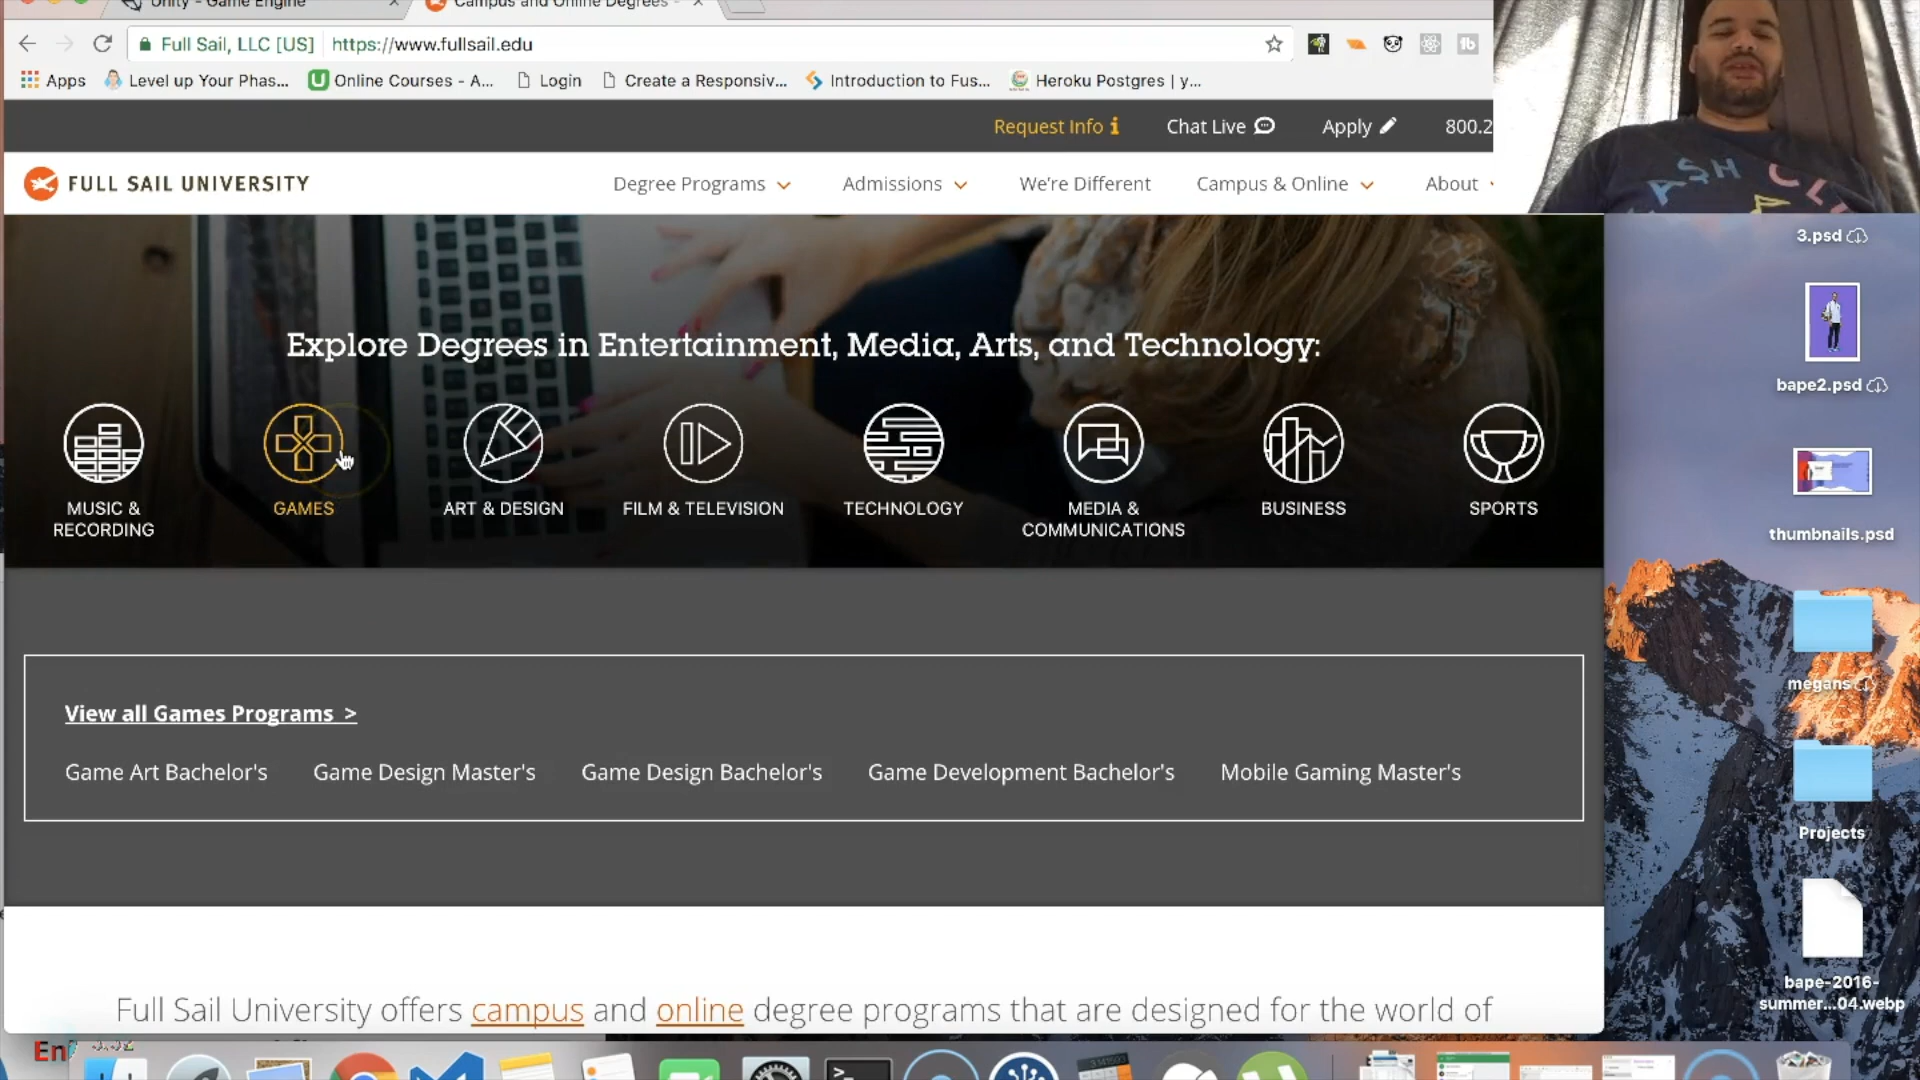 Unity - Game Engine
Campus and Online Degrees -
Full Sail, LLC [US]
https://www.fullsail.edu
Apps
Level up Your Phas...
Online Courses - A...
Login
Create a Responsiv...
Introduction to Fus...
Heroku Postgres | y...
Request Info
Chat Live
Apply
800.2
FULL SAIL UNIVERSITY
Degree Programs
Admissions
We're Different
Campus & Online
About
Explore Degrees in Entertainment, Media, Arts, and Technology:
MUSIC &
RECORDING
GAMES
ART & DESIGN
FILM & TELEVISION
TECHNOLOGY
MEDIA &
COMMUNICATIONS
BUSINESS
SPORTS
View all Games Programs >
Game Art Bachelor's
Game Design Master's
Game Design Bachelor's
Game Development Bachelor's
Mobile Gaming Master's
Full Sail University offers campus and online degree programs that are designed for the world of
3.psd
bape2.psd
thumbnails.psd
megans
Projects
bape-2016-
summer...04.webp